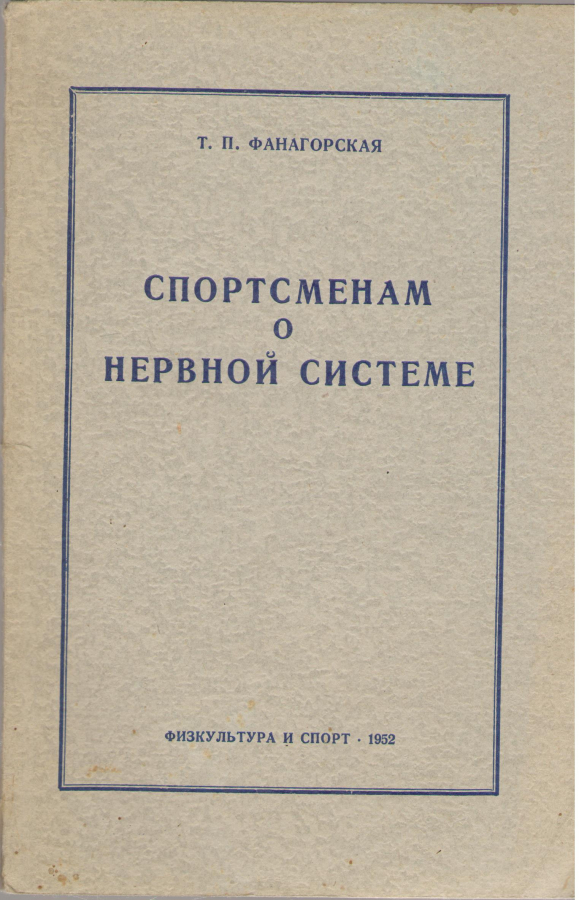 Т. П. ФАНАГОРСКАЯ
СПОРТСМЕНАМ
О
НЕРВНОЙ СИСТЕМЕ
ФИЗКУЛЬТУРА И СПОРТ · 1952